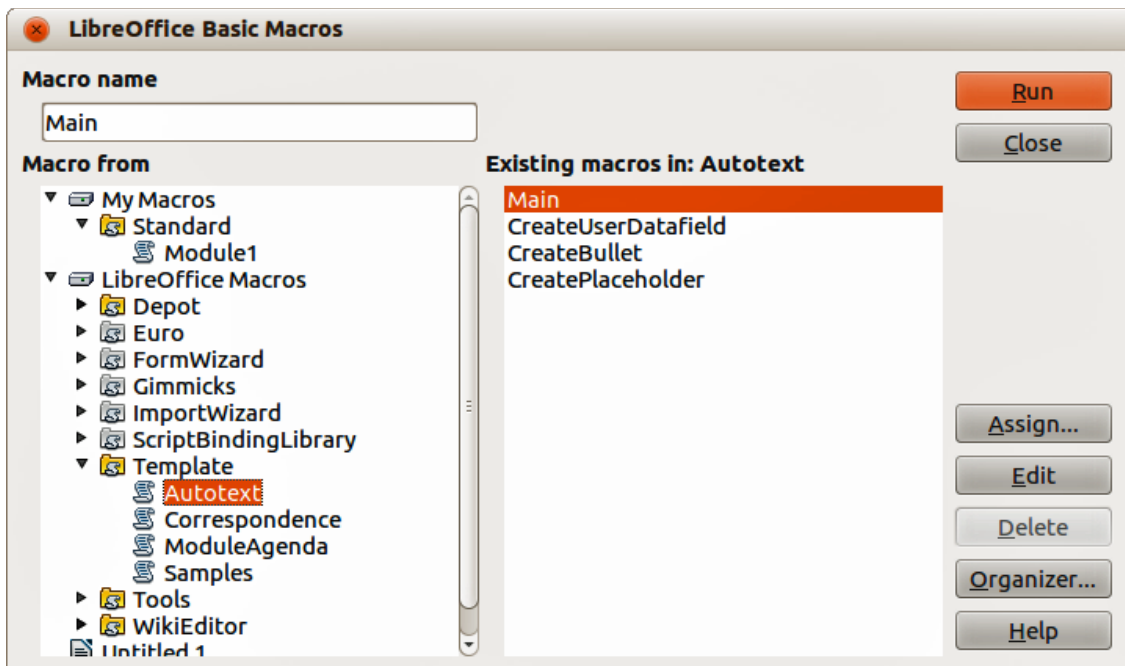 LibreOffice Basic Macros
Macro name
Main
Macro from
My Macros
Standard
Module1
LibreOffice Macros
Depot
Euro
FormWizard
Gimmicks
ImportWizard
ScriptBindingLibrary
Template
Autotext
Correspondence
ModuleAgenda
Samples
Tools
WikiEditor
Untitled 1
Existing macros in: Autotext
Main
CreateUserDatafield
CreateBullet
CreatePlaceholder
Run
Close
Assign...
Edit
Delete
Organizer...
Help